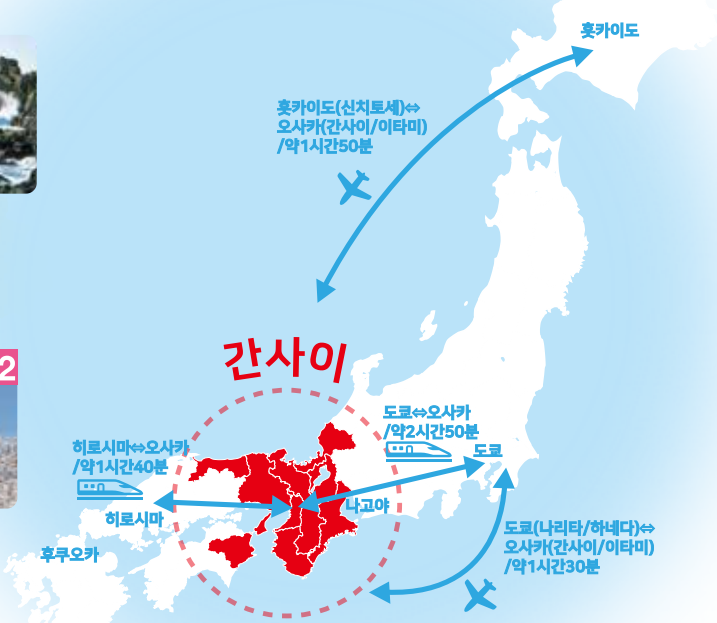 홋카이도
홋카이도(신치토세)⇔
오사카(간사이/이타미)
/약1시간50분
2
간사이
도쿄⇔오사카
/약2시간50분
도쿄
히로시마⇔오사카
/약1시간40분
나고야
히로시마
도쿄(나리타/하네다)⇔
오사카(간사이/이타미)
/약1시간30분
후쿠오카